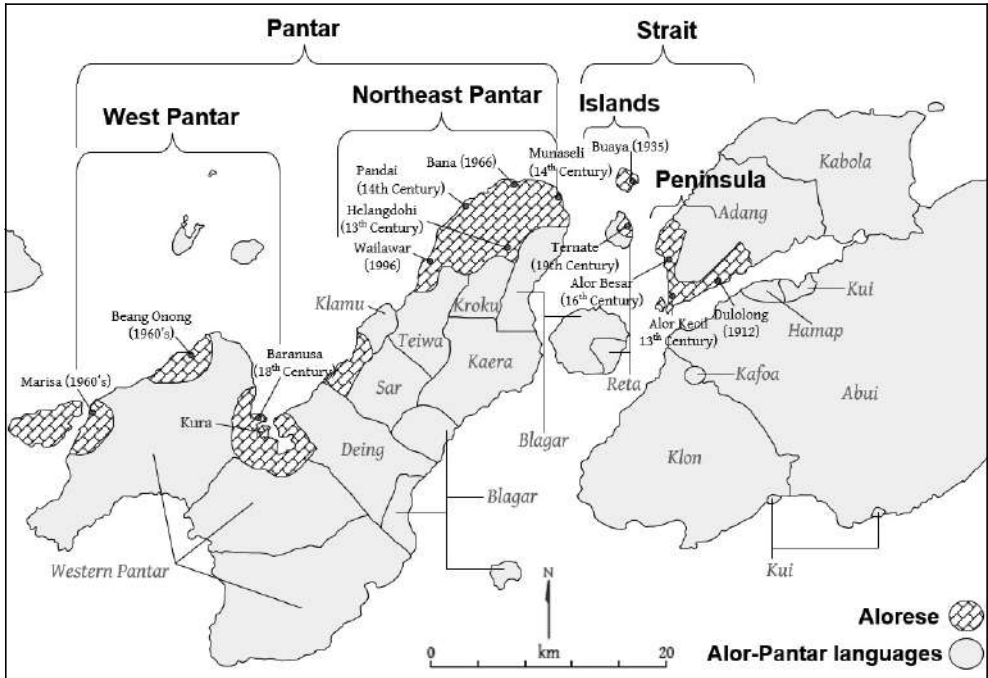 Pantar
Strait
Northeast Pantar
Islands
West Pantar
Buaya (1935)
Munaseli
(14th Century)
Bana (1966)
Pandai
(14th Century)
Kabola
Peninsula
Adang
Helangdohi
(13th Century)
Wailawar
(1996)
Ternate
(19th Century)
Alor Besar
(16th Century)
Klamu
Kroku
Kui
Alor Kecil
13th Century)
Dulolong
(1912)
Hamap
Beang Onong
(1960's)
Teiwa
Baranusa
(18th Century)
Kaera
Reta
Kafoa
Sar
Marisa (1960's)
Abui
Kura
Blagar
Deing
Klon
Blagar
Western Pantar
Kui
N
Alorese
0
20
km
Alor-Pantar languages